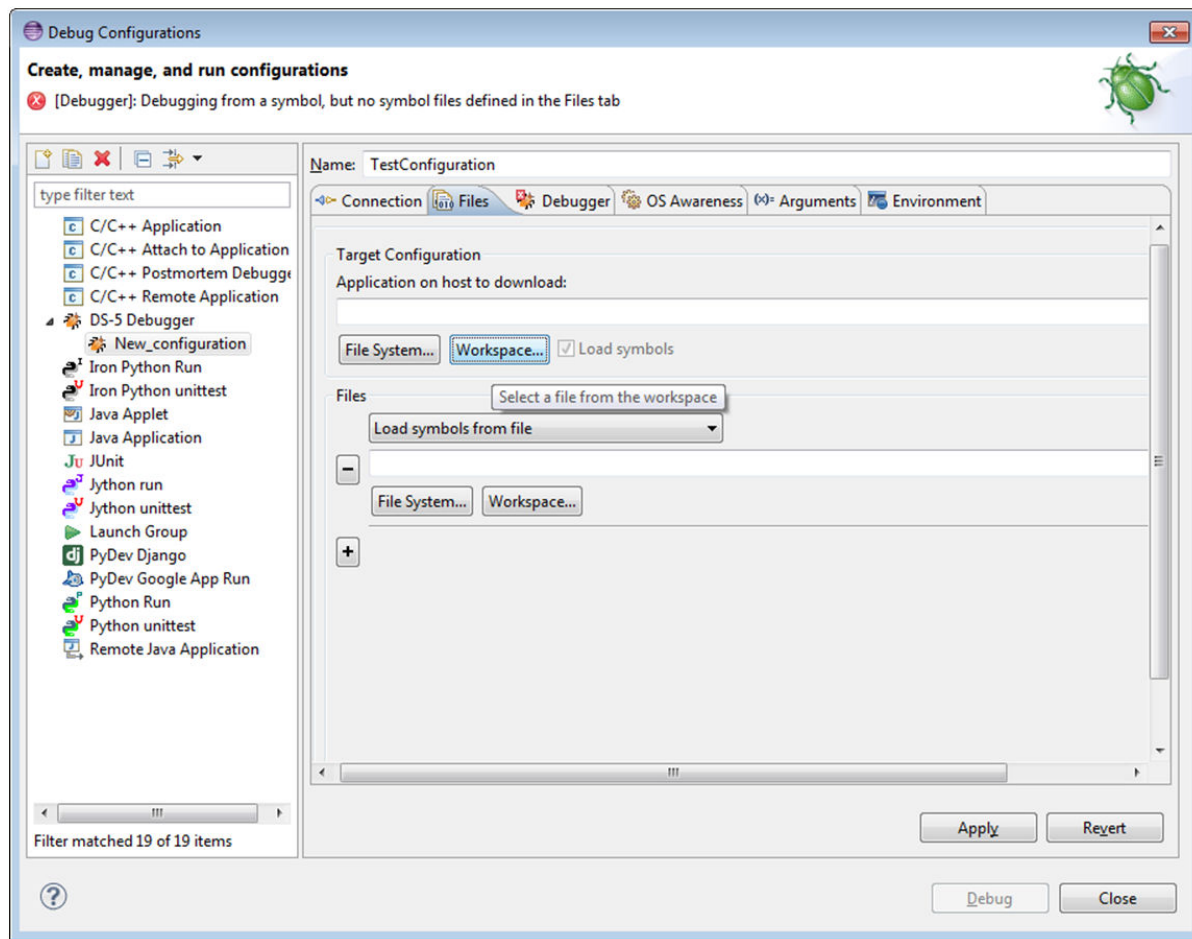 Debug Configurations
Create, manage, and run configurations
[Debugger]: Debugging from a symbol, but no symbol files defined in the Files tab
type filter text
C/C++ Application
C/C++ Attach to Application
C/C++ Postmortem Debugge
C/C++ Remote Application
DS-5 Debugger
New_configuration
Iron Python Run
Iron Python unittest
Java Applet
Java Application
JUnit
Jython run
Jython unittest
Launch Group
PyDev Django
PyDev Google App Run
Python Run
Python unittest
Remote Java Application
Filter matched 19 of 19 items
Name: TestConfiguration
Connection Files Debugger OS Awareness (x)= Arguments Environment
Target Configuration
Application on host to download:
File System... Workspace... Load symbols
Select a file from the workspace
Files
Load symbols from file
File System... Workspace...
Apply Revert
Debug Close